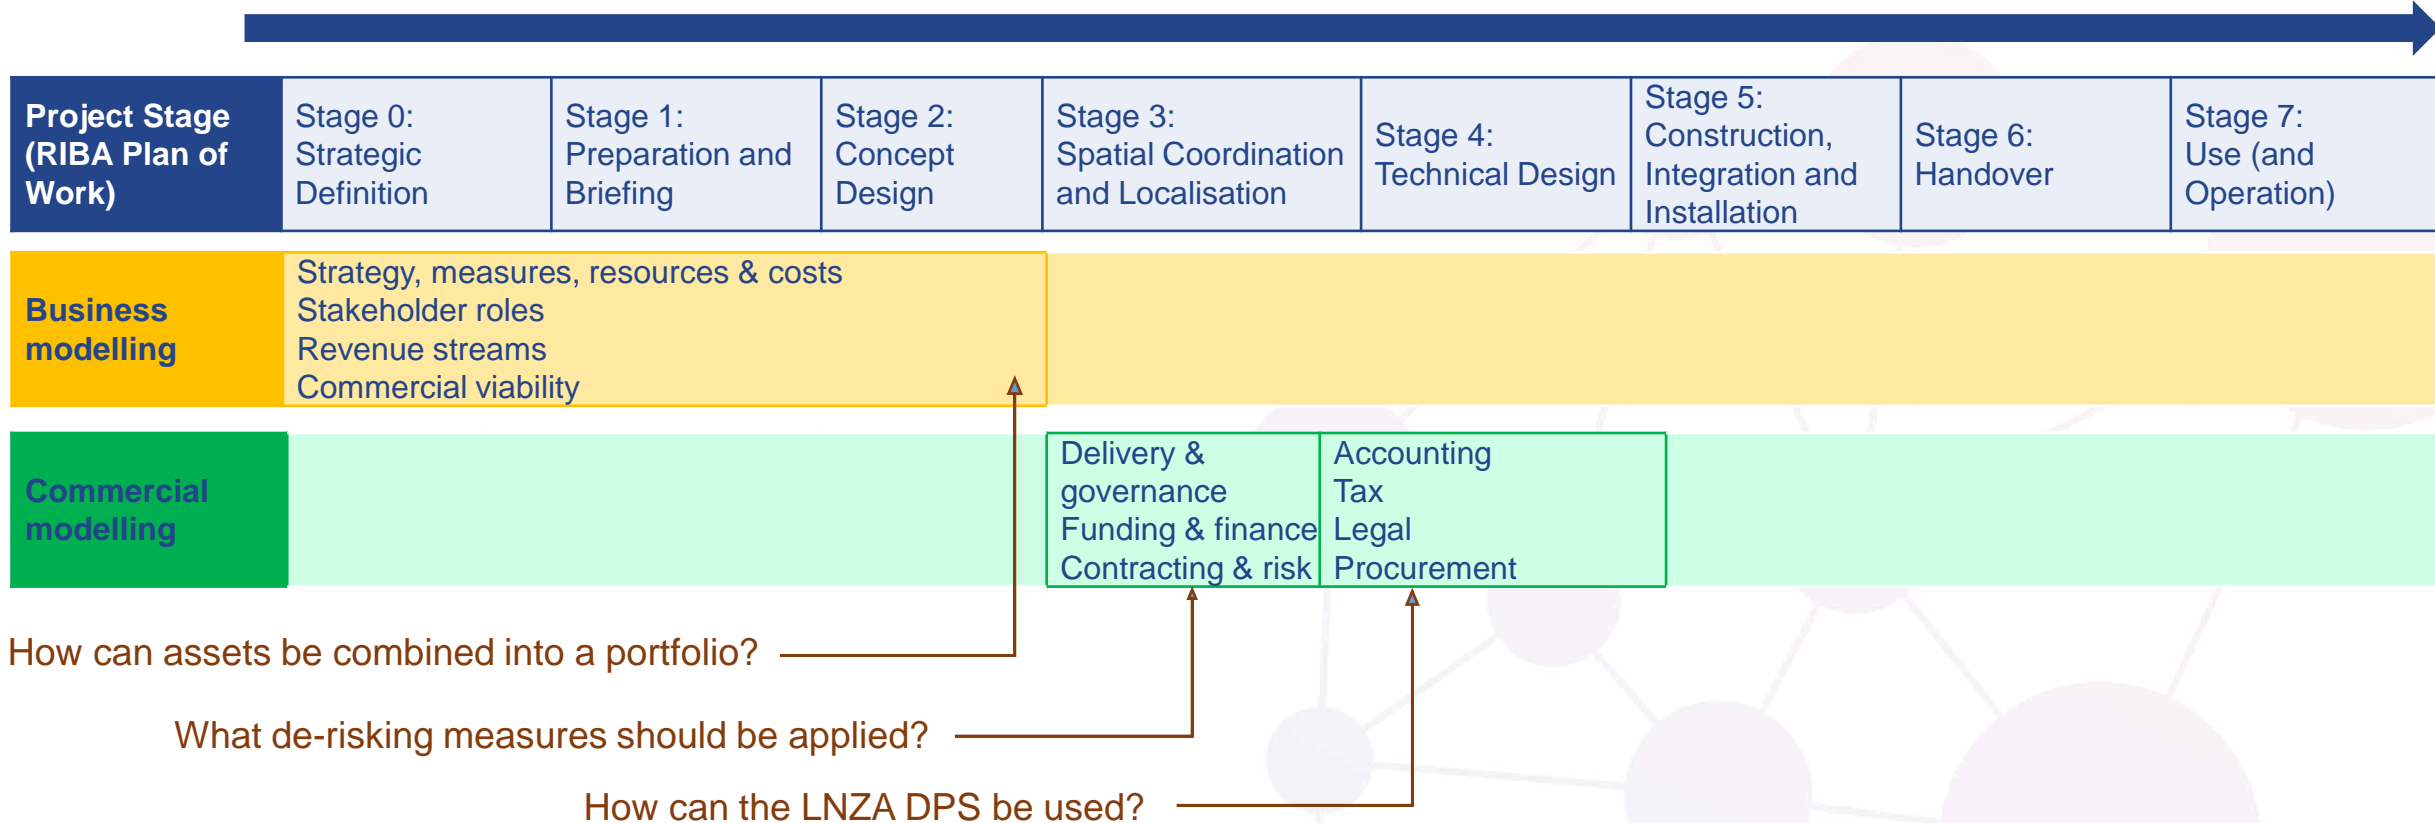 Project Stage
(RIBA Plan of
Work)
Stage 0:
Strategic
Definition
Stage 1:
Preparation and
Briefing
Stage 2:
Concept
Design
Stage 3:
Spatial Coordination
and Localisation
Stage 4:
Technical Design
Stage 5:
Construction,
Integration and
Installation
Stage 6:
Handover
Stage 7:
Use (and
Operation)
Business
modelling
Strategy, measures, resources & costs
Stakeholder roles
Revenue streams
Commercial viability
Commercial
modelling
Delivery &
governance
Funding & finance
Contracting & risk
Accounting
Tax
Legal
Procurement
How can assets be combined into a portfolio?
What de-risking measures should be applied?
How can the LNZA DPS be used?